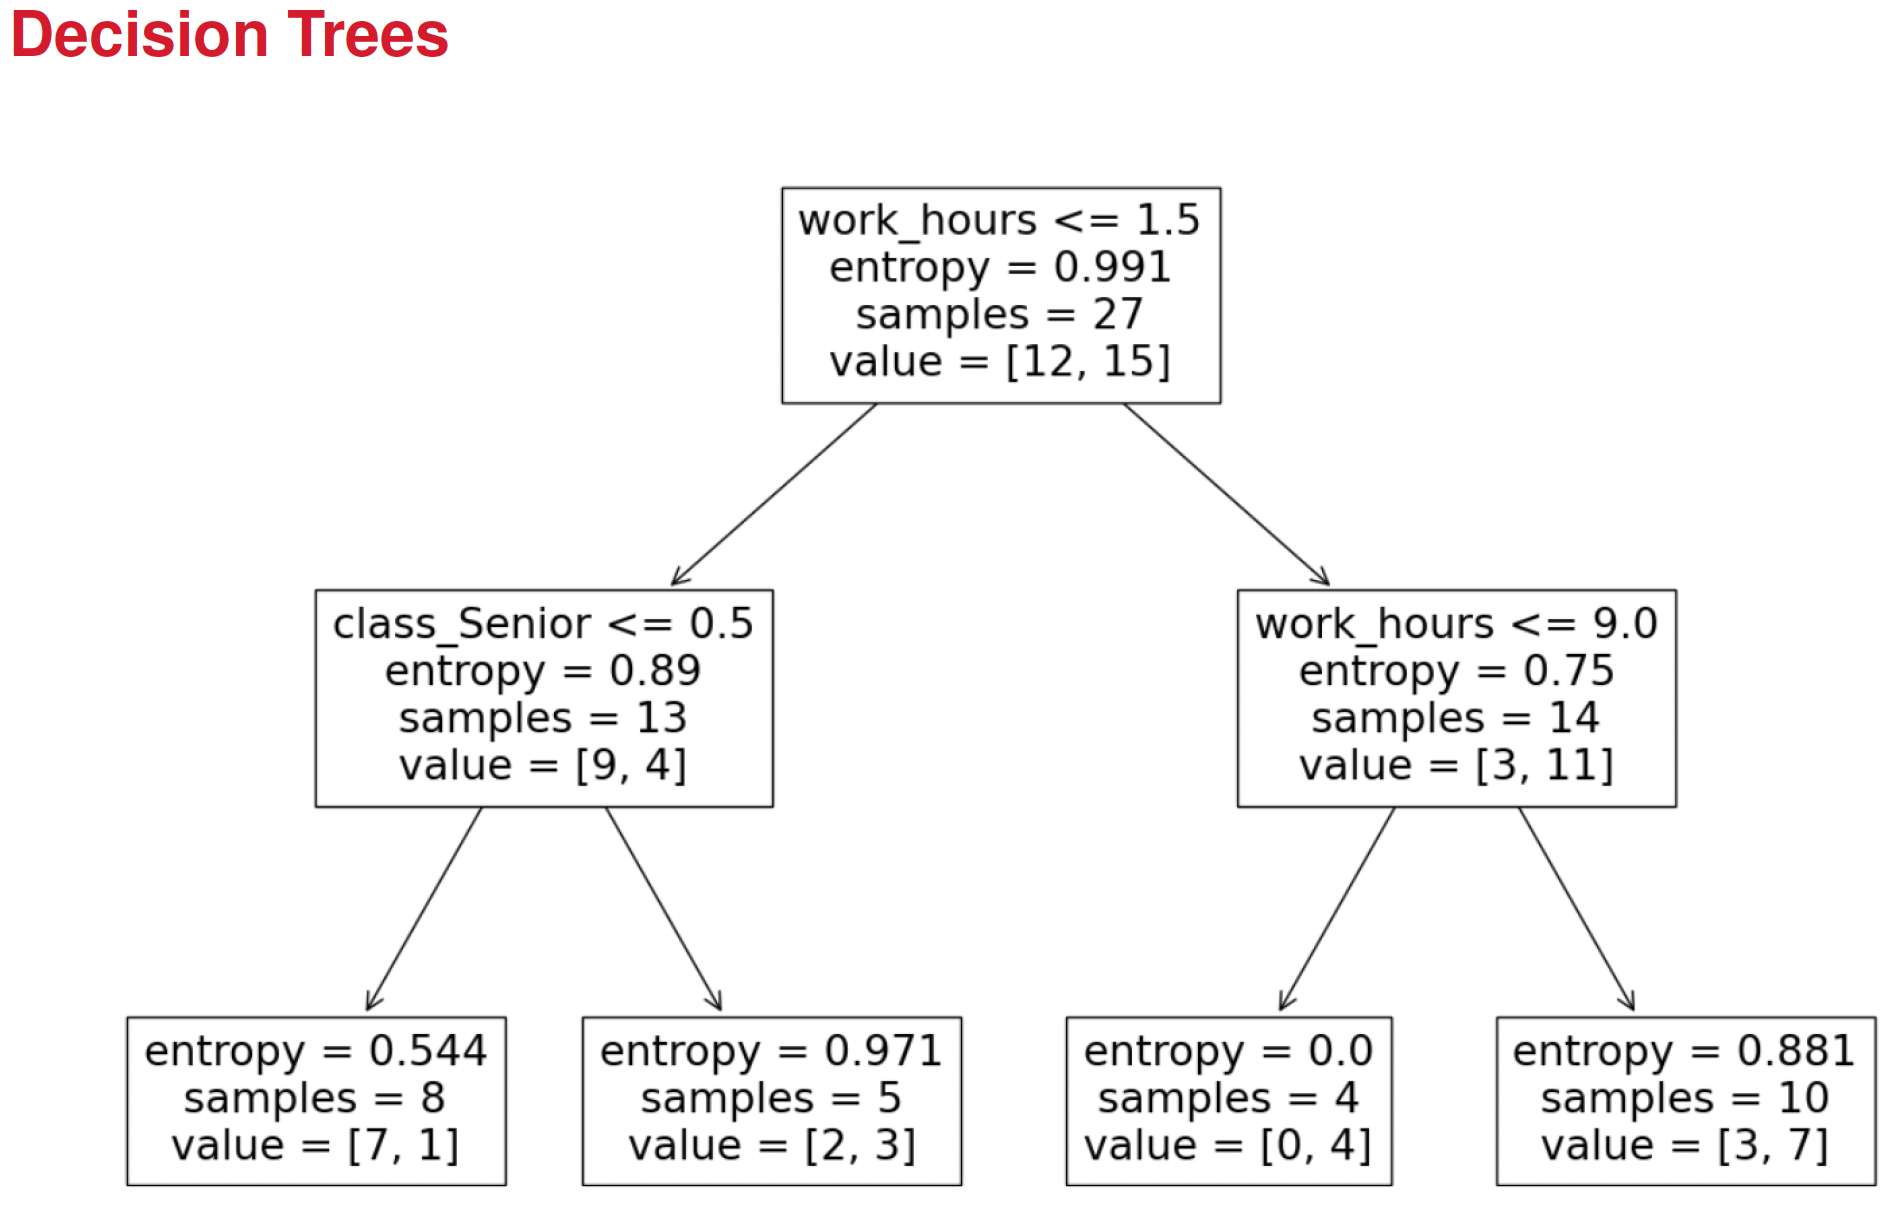 Decision Trees
work_hours <= 1.5
entropy = 0.991
samples = 27
value = [12, 15]
class_Senior <= 0.5
entropy = 0.89
samples = 13
value = [9, 4]
work_hours <= 9.0
entropy = 0.75
samples = 14
value = [3, 11]
entropy = 0.544
samples = 8
value = [7, 1]
entropy = 0.971
samples = 5
value = [2, 3]
entropy = 0.0
samples = 4
value = [0, 4]
entropy = 0.881
samples = 10
value = [3, 7]